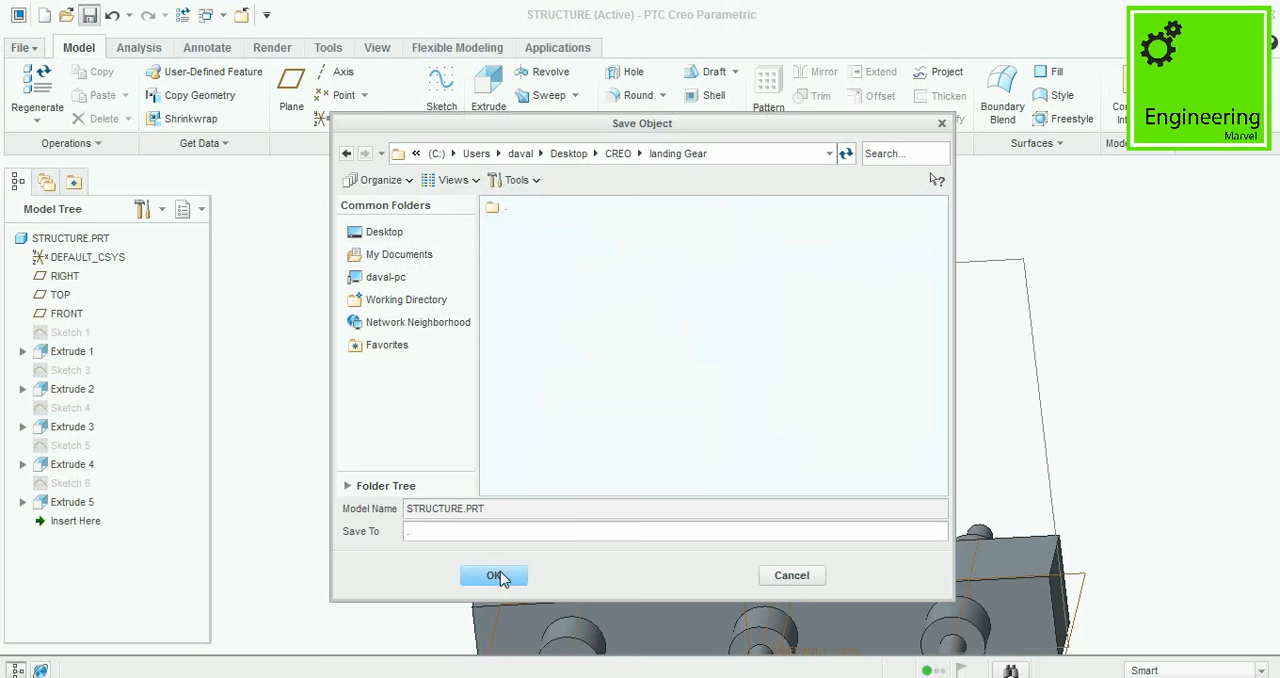 STRUCTURE (Active) - PTC Creo Parametric
File Model Analysis Annotate Render Tools View Flexible Modeling Applications
Regenerate
Copy
Paste
Delete
Operations
User-Defined Feature
Copy Geometry
Shrinkwrap
Get Data
Plane
Axis
Point
Sketch
Extrude
Revolve
Sweep
Hole
Round
Draft
Shell
Pattern
Mirror
Trim
Extend
Offset
Project
Thicken
Boundary
Blend
Fill
Style
Freestyle
Surfaces
Engineering
Marvel
Model Tree
STRUCTURE.PRT
DEFAULT_CSYS
RIGHT
TOP
FRONT
Sketch 1
Extrude 1
Sketch 3
Extrude 2
Sketch 4
Extrude 3
Sketch 5
Extrude 4
Sketch 6
Extrude 5
Insert Here
Save Object
« (C:) Users daval Desktop CREO landing Gear
Search...
Organize Views Tools
Common Folders
Desktop
My Documents
daval-pc
Working Directory
Network Neighborhood
Favorites
Folder Tree
.
Model Name STRUCTURE.PRT
Save To .
OK Cancel
Smart